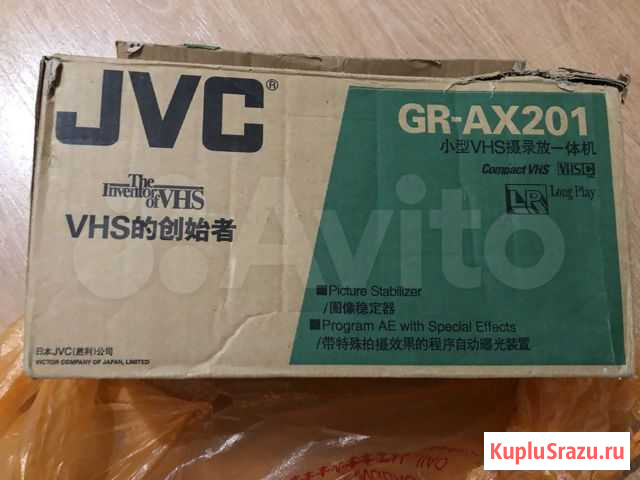 JVC®
The
Inventor
of VHS
VHS的创始者
日本JVC(胜利)公司
VICTOR COMPANY OF JAPAN, LIMITED
GR-AX201
小型VHS摄录放一体机
Compact VHS VHS C
LR Long Play
■Picture Stabilizer
/图像稳定器
■Program AE with Special Effects
/带特殊拍摄效果的程序自动曝光装置
Avito
KupluSrazu.ru